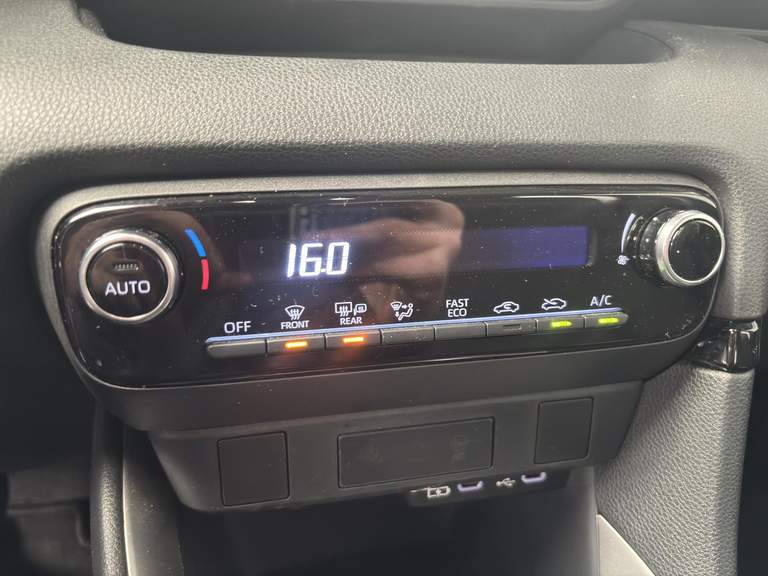 AUTO
16.0
OFF
FRONT
REAR
FAST
ECO
A/C